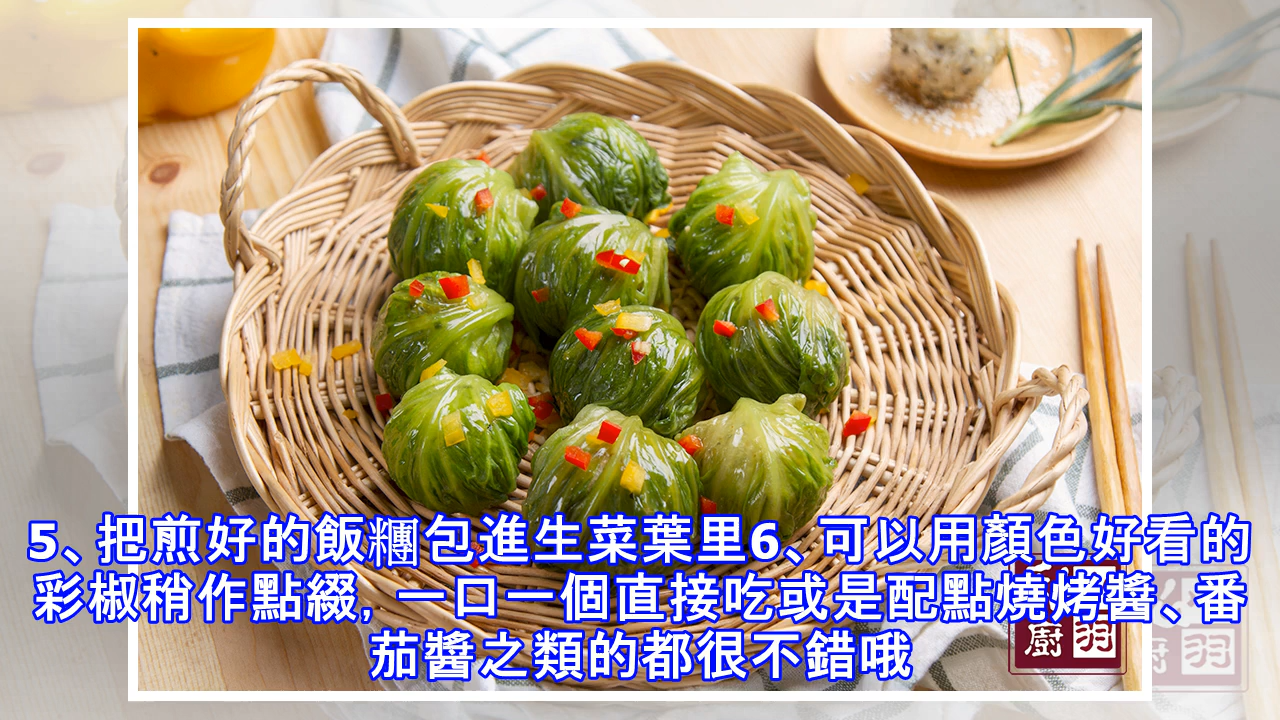 5、把煎好的飯糰包進生菜葉里6、可以用顏色好看的
彩椒稍作點綴，一口一個直接吃或是配點燒烤醬、番
茄醬之類的都很不錯哦
廚羽